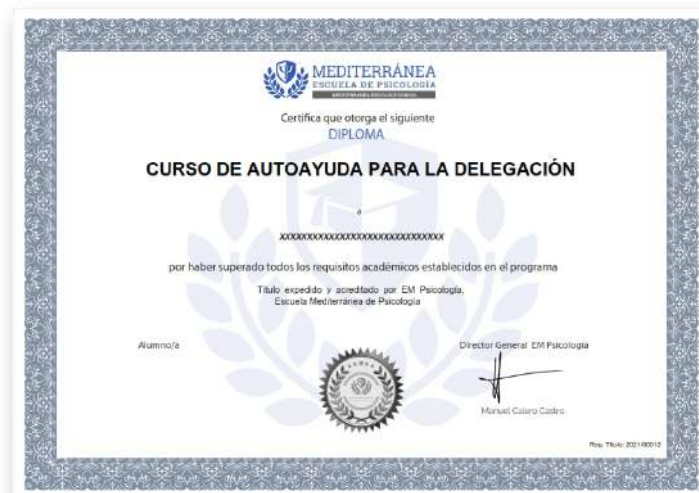 MEDITERRÁNEA
ESCUELA DE PSICOLOGÍA
Certifica que otorga el siguiente
DIPLOMA
CURSO DE AUTOAYUDA PARA LA DELEGACIÓN
a
XXXXXXXXXXXXXXXXXXXXXXXXXXXXX
por haber superado todos los requisitos académicos establecidos en el programa
Título expedido y acreditado por EM Psicología,
Escuela Mediterránea de Psicología
Alumno/a
Director General EM Psicología
Manuel Calero Castro